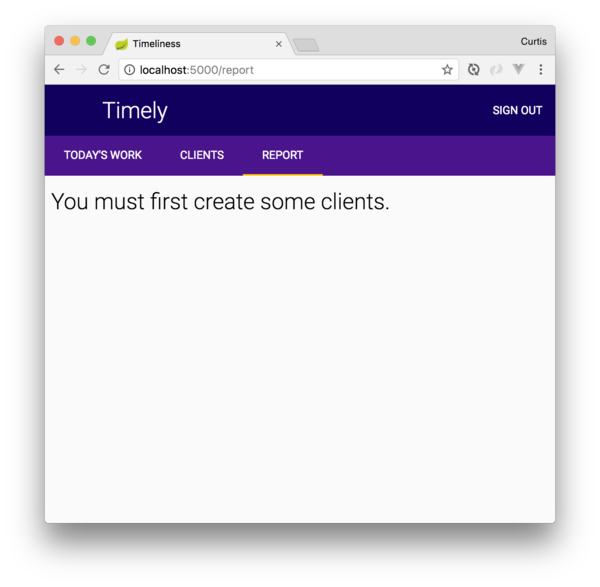 Timeliness
Curtis
localhost:5000/report
Timely
SIGN OUT
TODAY'S WORK
CLIENTS
REPORT
You must first create some clients.